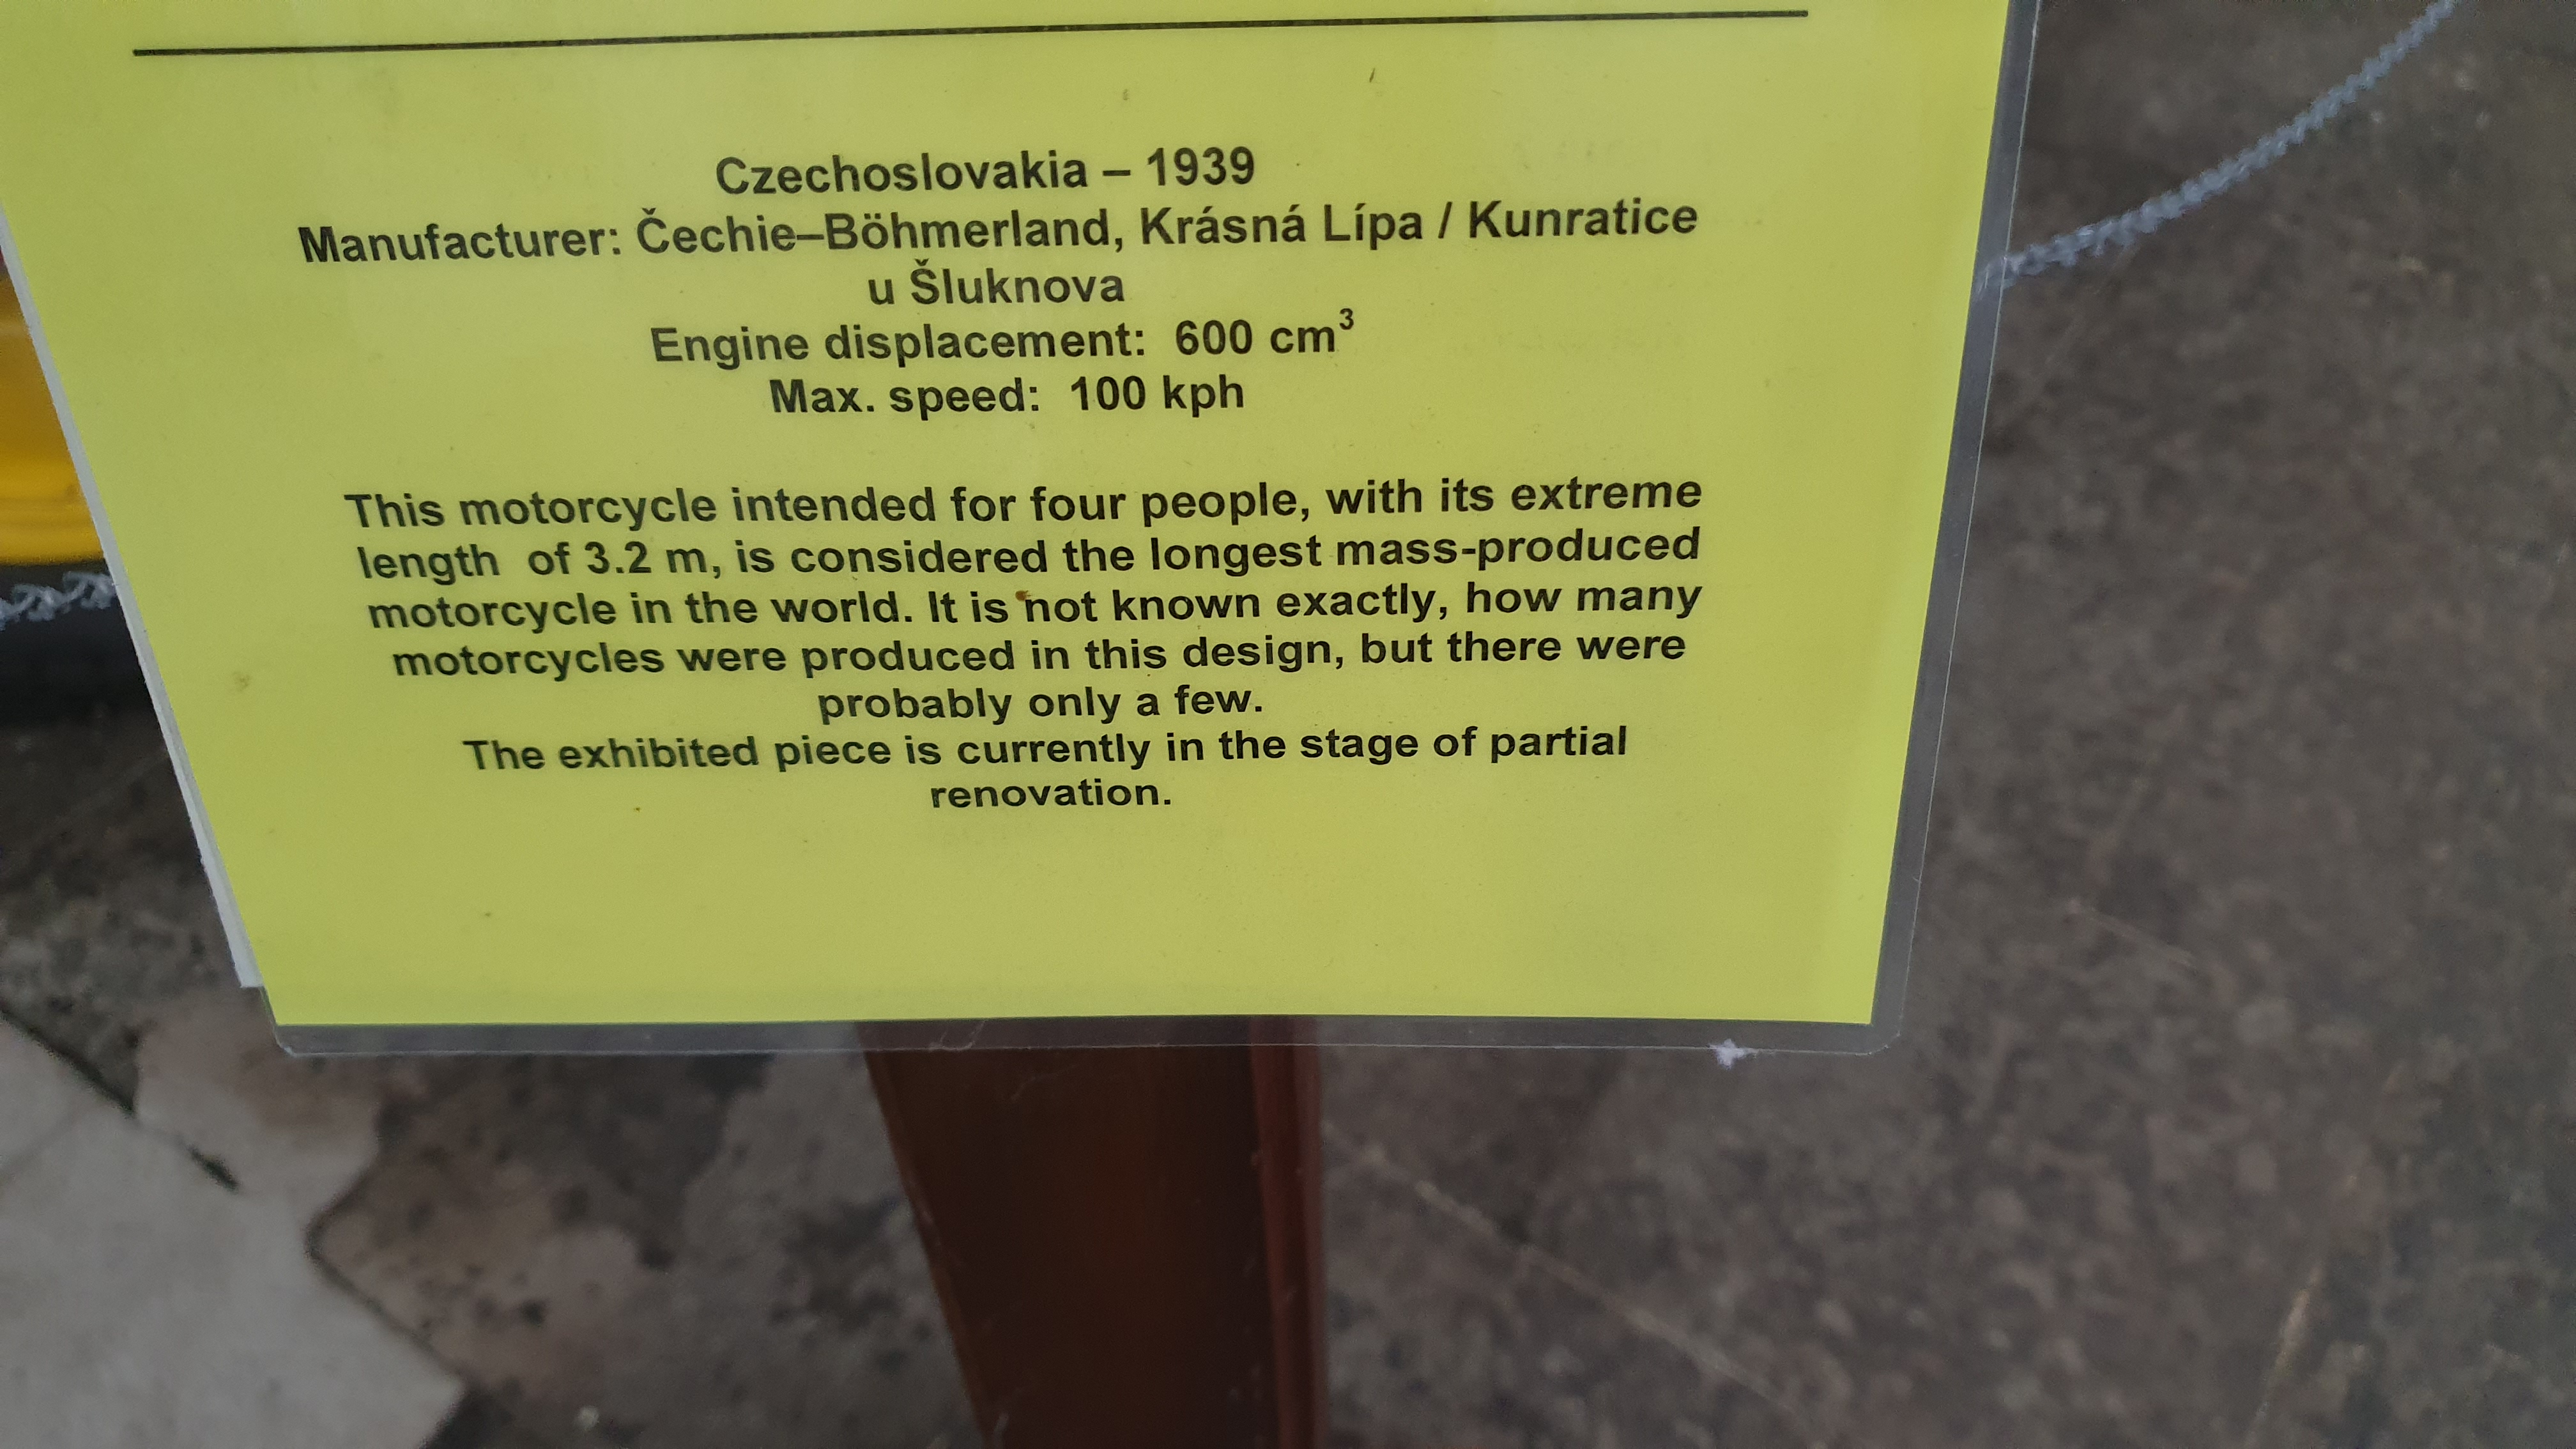 Czechoslovakia – 1939
Manufacturer: Čechie–Böhmerland, Krásná Lípa / Kunratice
u Šluknova
Engine displacement: 600 cm³
Max. speed: 100 kph
This motorcycle intended for four people, with its extreme
length of 3.2 m, is considered the longest mass-produced
motorcycle in the world. It is not known exactly, how many
motorcycles were produced in this design, but there were
probably only a few.
The exhibited piece is currently in the stage of partial
renovation.